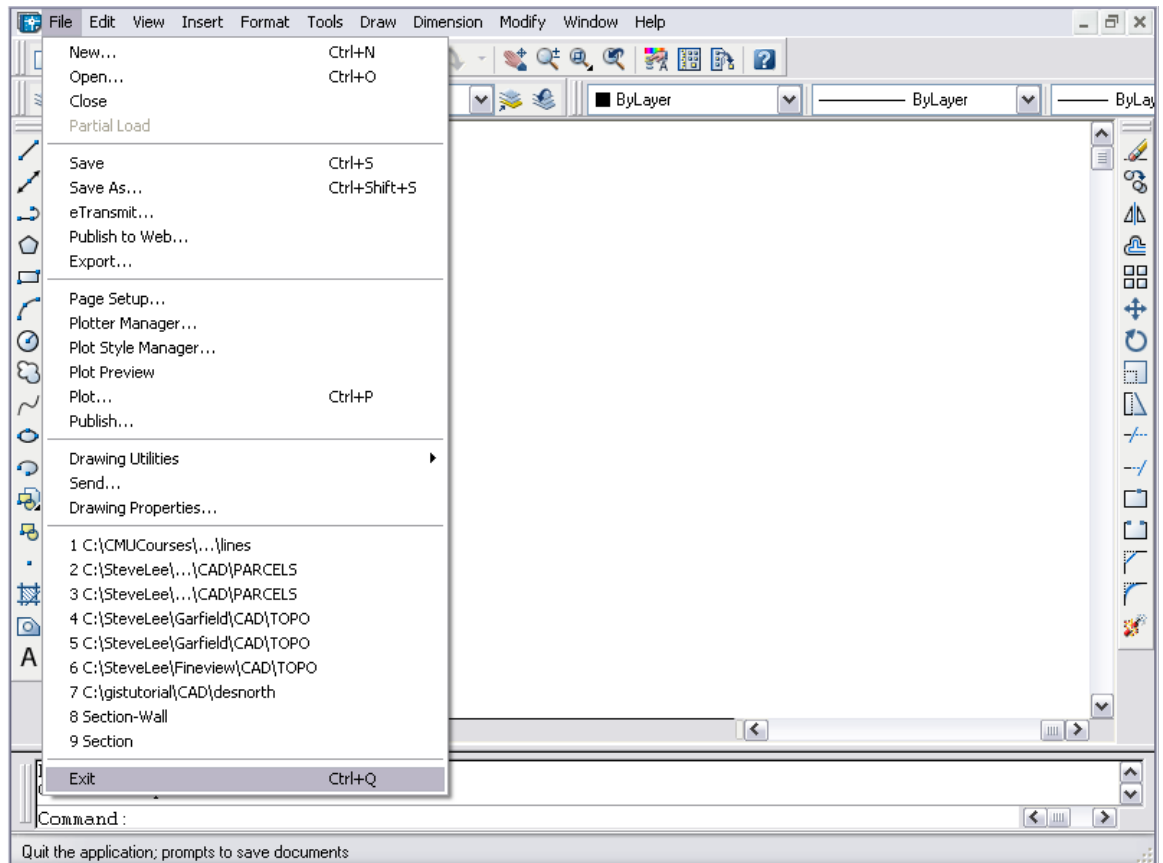 File Edit View Insert Format Tools Draw Dimension Modify Window Help
New... Ctrl+N
Open... Ctrl+O
Close
Partial Load
ByLayer ByLayer ByLay
Save Ctrl+S
Save As... Ctrl+Shift+S
eTransmit...
Publish to Web...
Export...
Page Setup...
Plotter Manager...
Plot Style Manager...
Plot Preview
Plot... Ctrl+P
Publish...
Drawing Utilities
Send...
Drawing Properties...
1 C:\CMUCourses\...\lines
2 C:\SteveLee\...\CAD\PARCELS
3 C:\SteveLee\...\CAD\PARCELS
4 C:\SteveLee\Garfield\CAD\TOPO
5 C:\SteveLee\Garfield\CAD\TOPO
6 C:\SteveLee\Fineview\CAD\TOPO
7 C:\gistutorial\CAD\desnorth
8 Section-Wall
9 Section
Exit Ctrl+Q
A
Command:
Quit the application; prompts to save documents